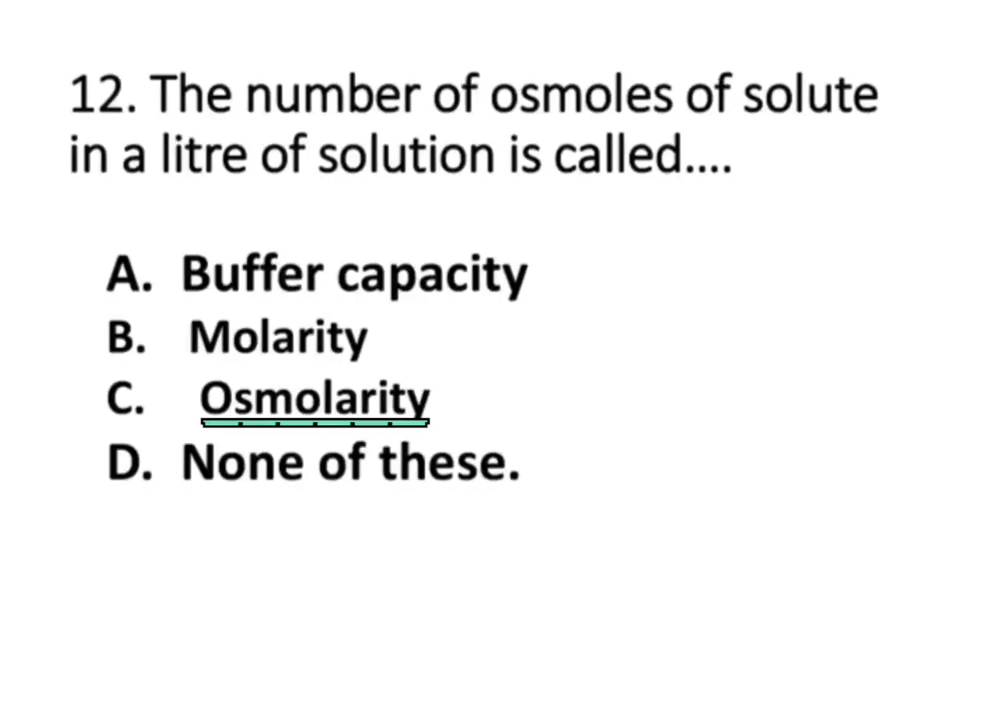 12. The number of osmoles of solute
in a litre of solution is called....
A. Buffer capacity
B. Molarity
C. Osmolarity
D. None of these.